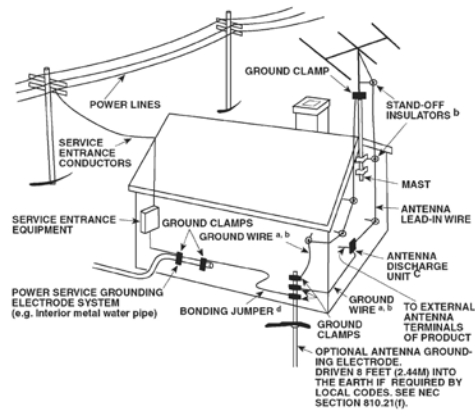 GROUND CLAMP
POWER LINES
STAND-OFF
INSULATORS b
SERVICE
ENTRANCE
CONDUCTORS
MAST
ANTENNA
LEAD-IN WIRE
SERVICE ENTRANCE
EQUIPMENT
GROUND CLAMPS
GROUND WIRE a, b
ANTENNA
DISCHARGE
UNIT C
POWER SERVICE GROUNDING
ELECTRODE SYSTEM
(e.g. Interior metal water pipe)
BONDING JUMPER d
GROUND
WIRE a, b
GROUND
CLAMPS
TO EXTERNAL
ANTENNA
TERMINALS
OF PRODUCT
OPTIONAL ANTENNA GROUND-
ING ELECTRODE.
DRIVEN 8 FEET (2.44M) INTO
THE EARTH IF REQUIRED BY
LOCAL CODES. SEE NEC
SECTION 810.21(f).